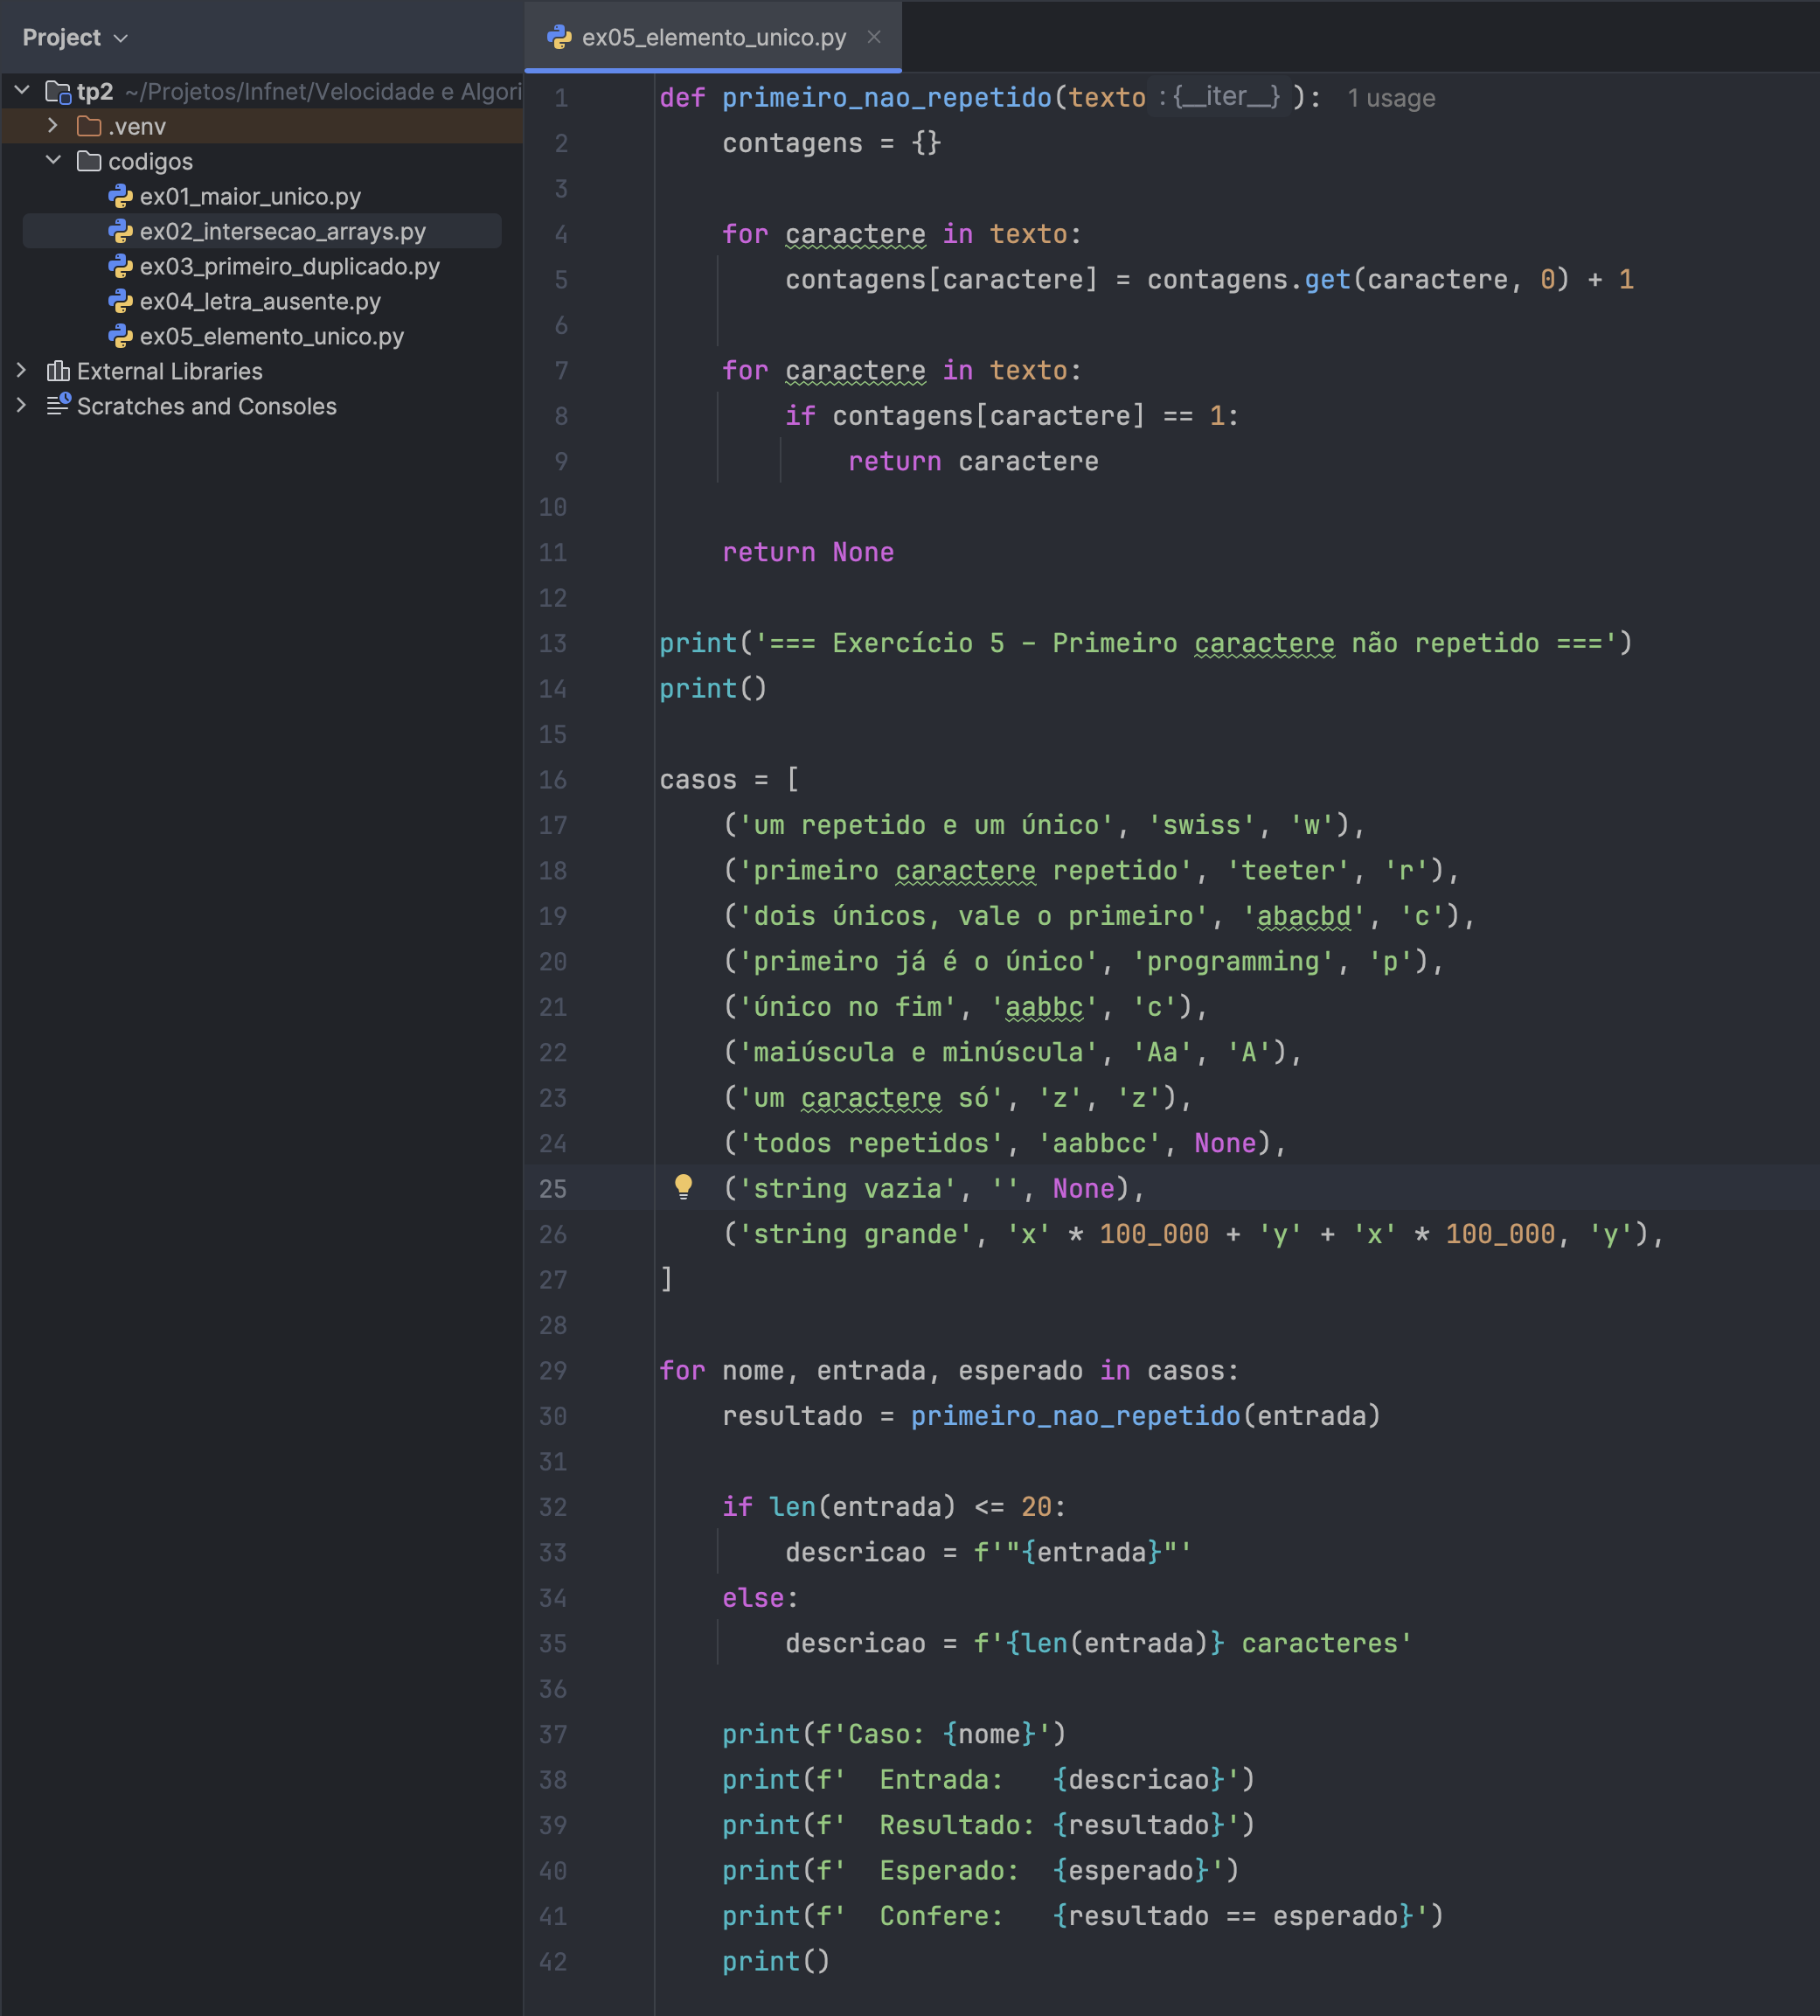 Project
tp2 ~/Projetos/Infnet/Velocidade e Algori
.venv
codigos
ex01_maior_unico.py
ex02_intersecao_arrays.py
ex03_primeiro_duplicado.py
ex04_letra_ausente.py
ex05_elemento_unico.py
External Libraries
Scratches and Consoles
ex05_elemento_unico.py
1 def primeiro_nao_repetido(texto :{__iter__} ): 1 usage
2     contagens = {}
3
4     for caractere in texto:
5         contagens[caractere] = contagens.get(caractere, 0) + 1
6
7     for caractere in texto:
8         if contagens[caractere] == 1:
9             return caractere
10
11     return None
12
13 print('=== Exercício 5 - Primeiro caractere não repetido ===')
14 print()
15
16 casos = [
17     ('um repetido e um único', 'swiss', 'w'),
18     ('primeiro caractere repetido', 'teeter', 'r'),
19     ('dois únicos, vale o primeiro', 'abacbd', 'c'),
20     ('primeiro já é o único', 'programming', 'p'),
21     ('único no fim', 'aabbc', 'c'),
22     ('maiúscula e minúscula', 'Aa', 'A'),
23     ('um caractere só', 'z', 'z'),
24     ('todos repetidos', 'aabbcc', None),
25     ('string vazia', '', None),
26     ('string grande', 'x' * 100_000 + 'y' + 'x' * 100_000, 'y'),
27 ]
28
29 for nome, entrada, esperado in casos:
30     resultado = primeiro_nao_repetido(entrada)
31
32     if len(entrada) <= 20:
33         descricao = f'"{entrada}"'
34     else:
35         descricao = f'{len(entrada)} caracteres'
36
37     print(f'Caso: {nome}')
38     print(f'  Entrada:   {descricao}')
39     print(f'  Resultado: {resultado}')
40     print(f'  Esperado:  {esperado}')
41     print(f'  Confere:   {resultado == esperado}')
42     print()